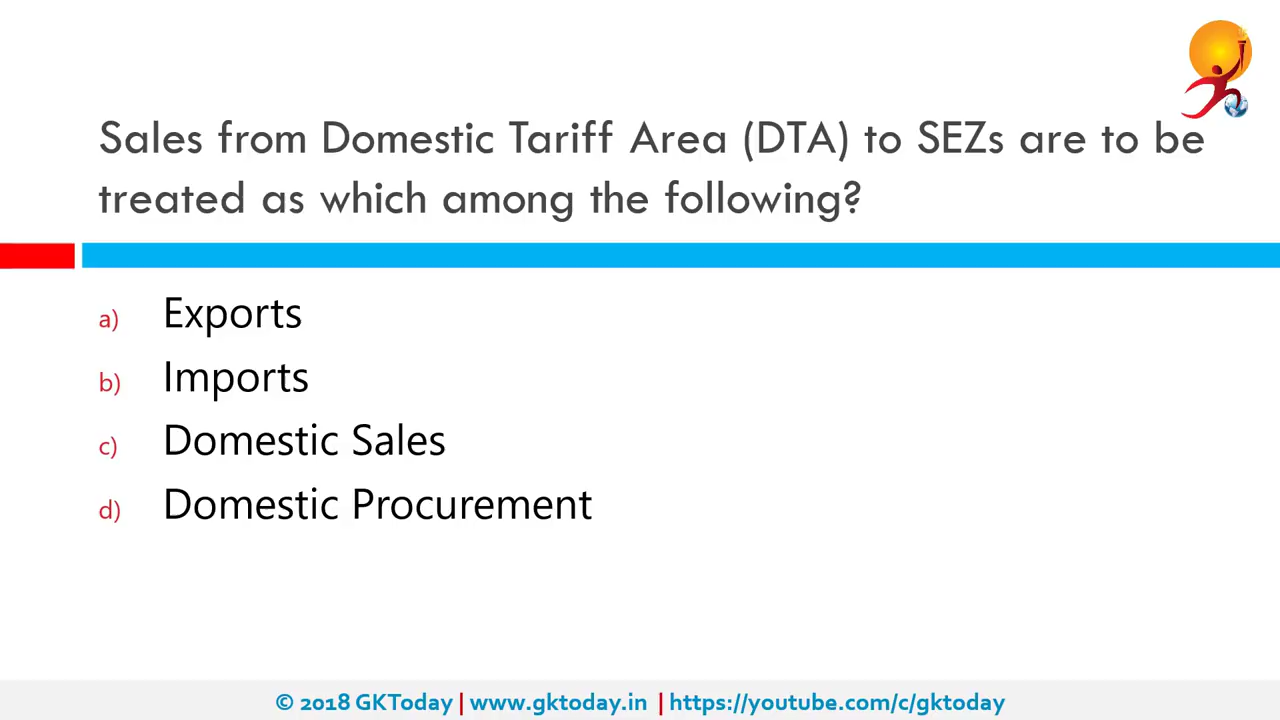 Sales from Domestic Tariff Area (DTA) to SEZs are to be
treated as which among the following?
a) Exports
b) Imports
c) Domestic Sales
d) Domestic Procurement
© 2018 GKToday | www.gktoday.in | https://youtube.com/c/gktoday